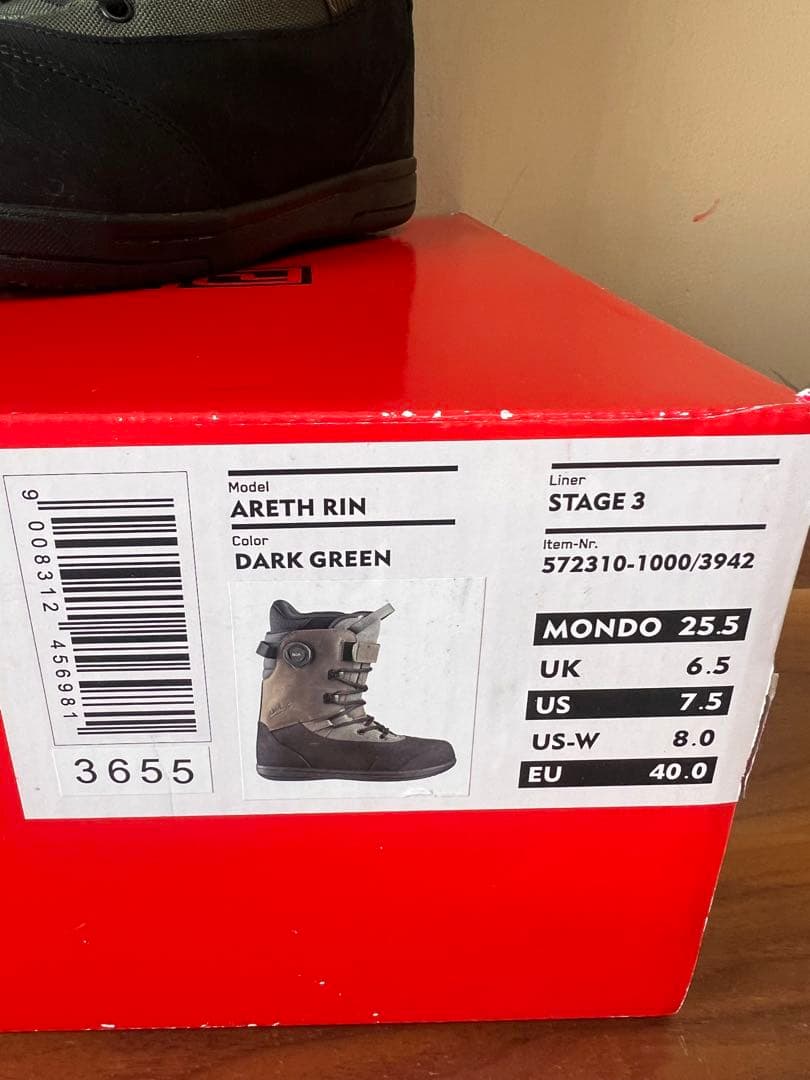 Model
ARETH RIN
Color
DARK GREEN
Liner
STAGE 3
Item-Nr.
572310-1000/3942
9 008312 456981
3655
MONDO 25.5
UK 6.5
US 7.5
US-W 8.0
EU 40.0